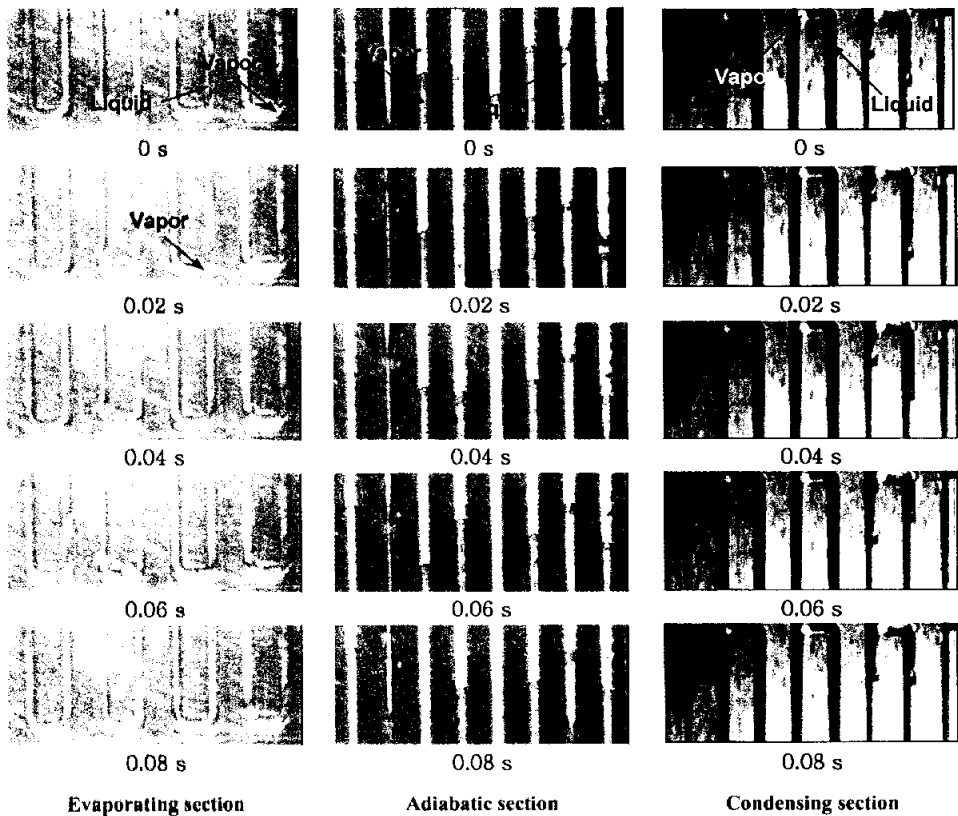 Vapor
Liquid
Vapor
Vapo
Liquid
0 s
0 s
0 s
Vapor
0.02 s
0.02 s
0.02 s
0.04 s
0.04 s
0.04 s
0.06 s
0.06 s
0.06 s
0.08 s
0.08 s
0.08 s
Evaporating section
Adiabatic section
Condensing section